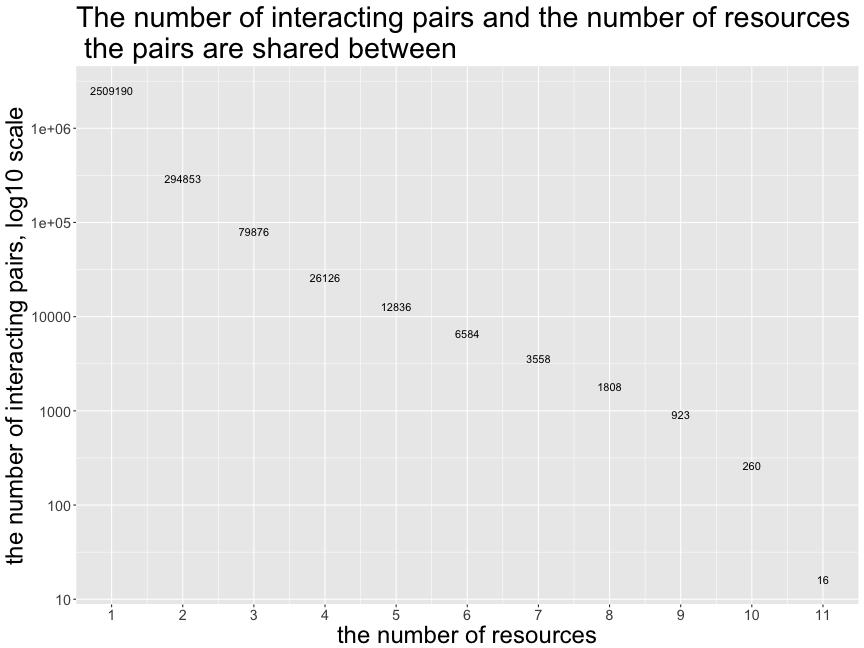 The number of interacting pairs and the number of resources
the pairs are shared between
the number of interacting pairs, log10 scale
1e+06
1e+05
10000
1000
100
10
2509190
294853
79876
26126
12836
6584
3558
1808
923
260
16
1 2 3 4 5 6 7 8 9 10 11
the number of resources